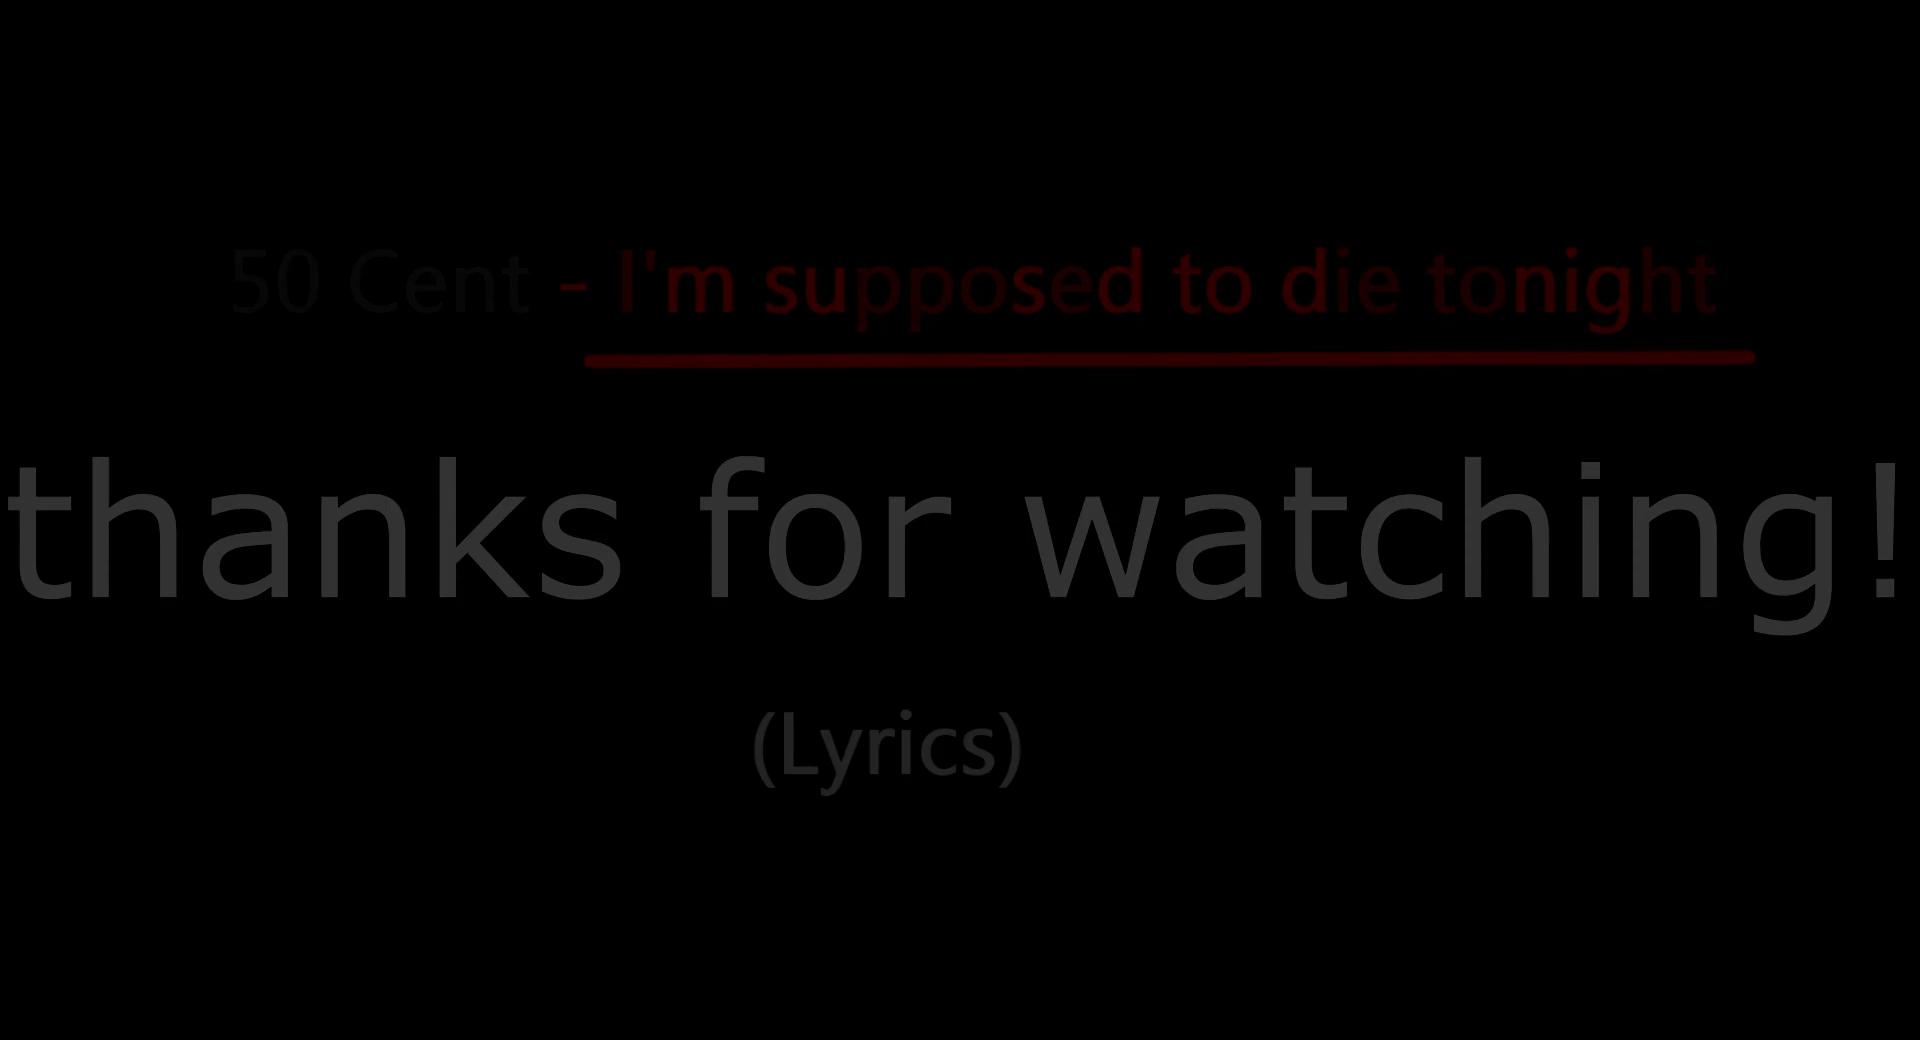 50 Cent - I'm supposed to die tonight
thanks for watching!
(Lyrics)